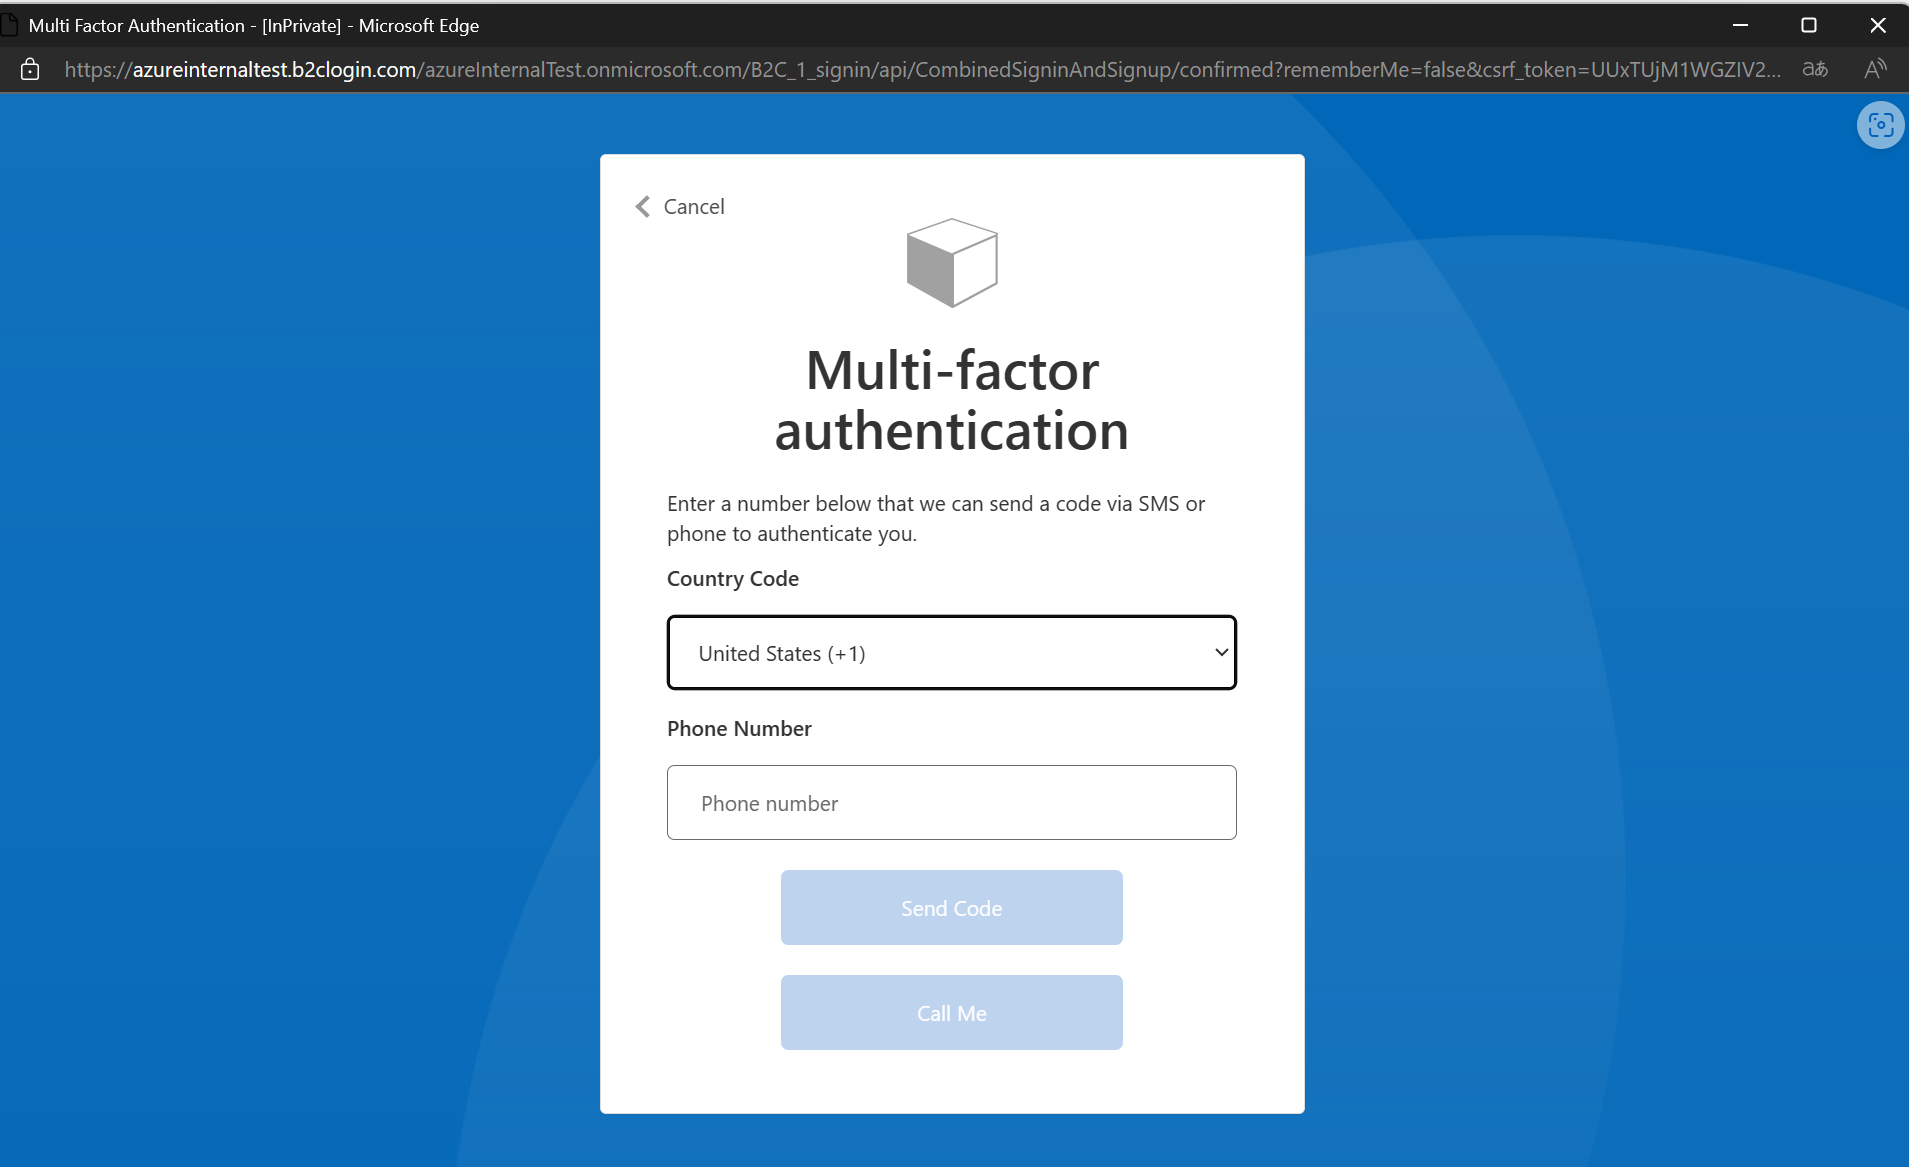 Multi Factor Authentication - [InPrivate] - Microsoft Edge
https://azureinternaltest.b2clogin.com/azureInternalTest.onmicrosoft.com/B2C_1_signin/api/CombinedSigninAndSignup/confirmed?rememberMe=false&csrf_token=UUxTUjM1WGZIV2... aあ A
Cancel
Multi-factor
authentication
Enter a number below that we can send a code via SMS or
phone to authenticate you.
Country Code
United States (+1)
Phone Number
Phone number
Send Code
Call Me